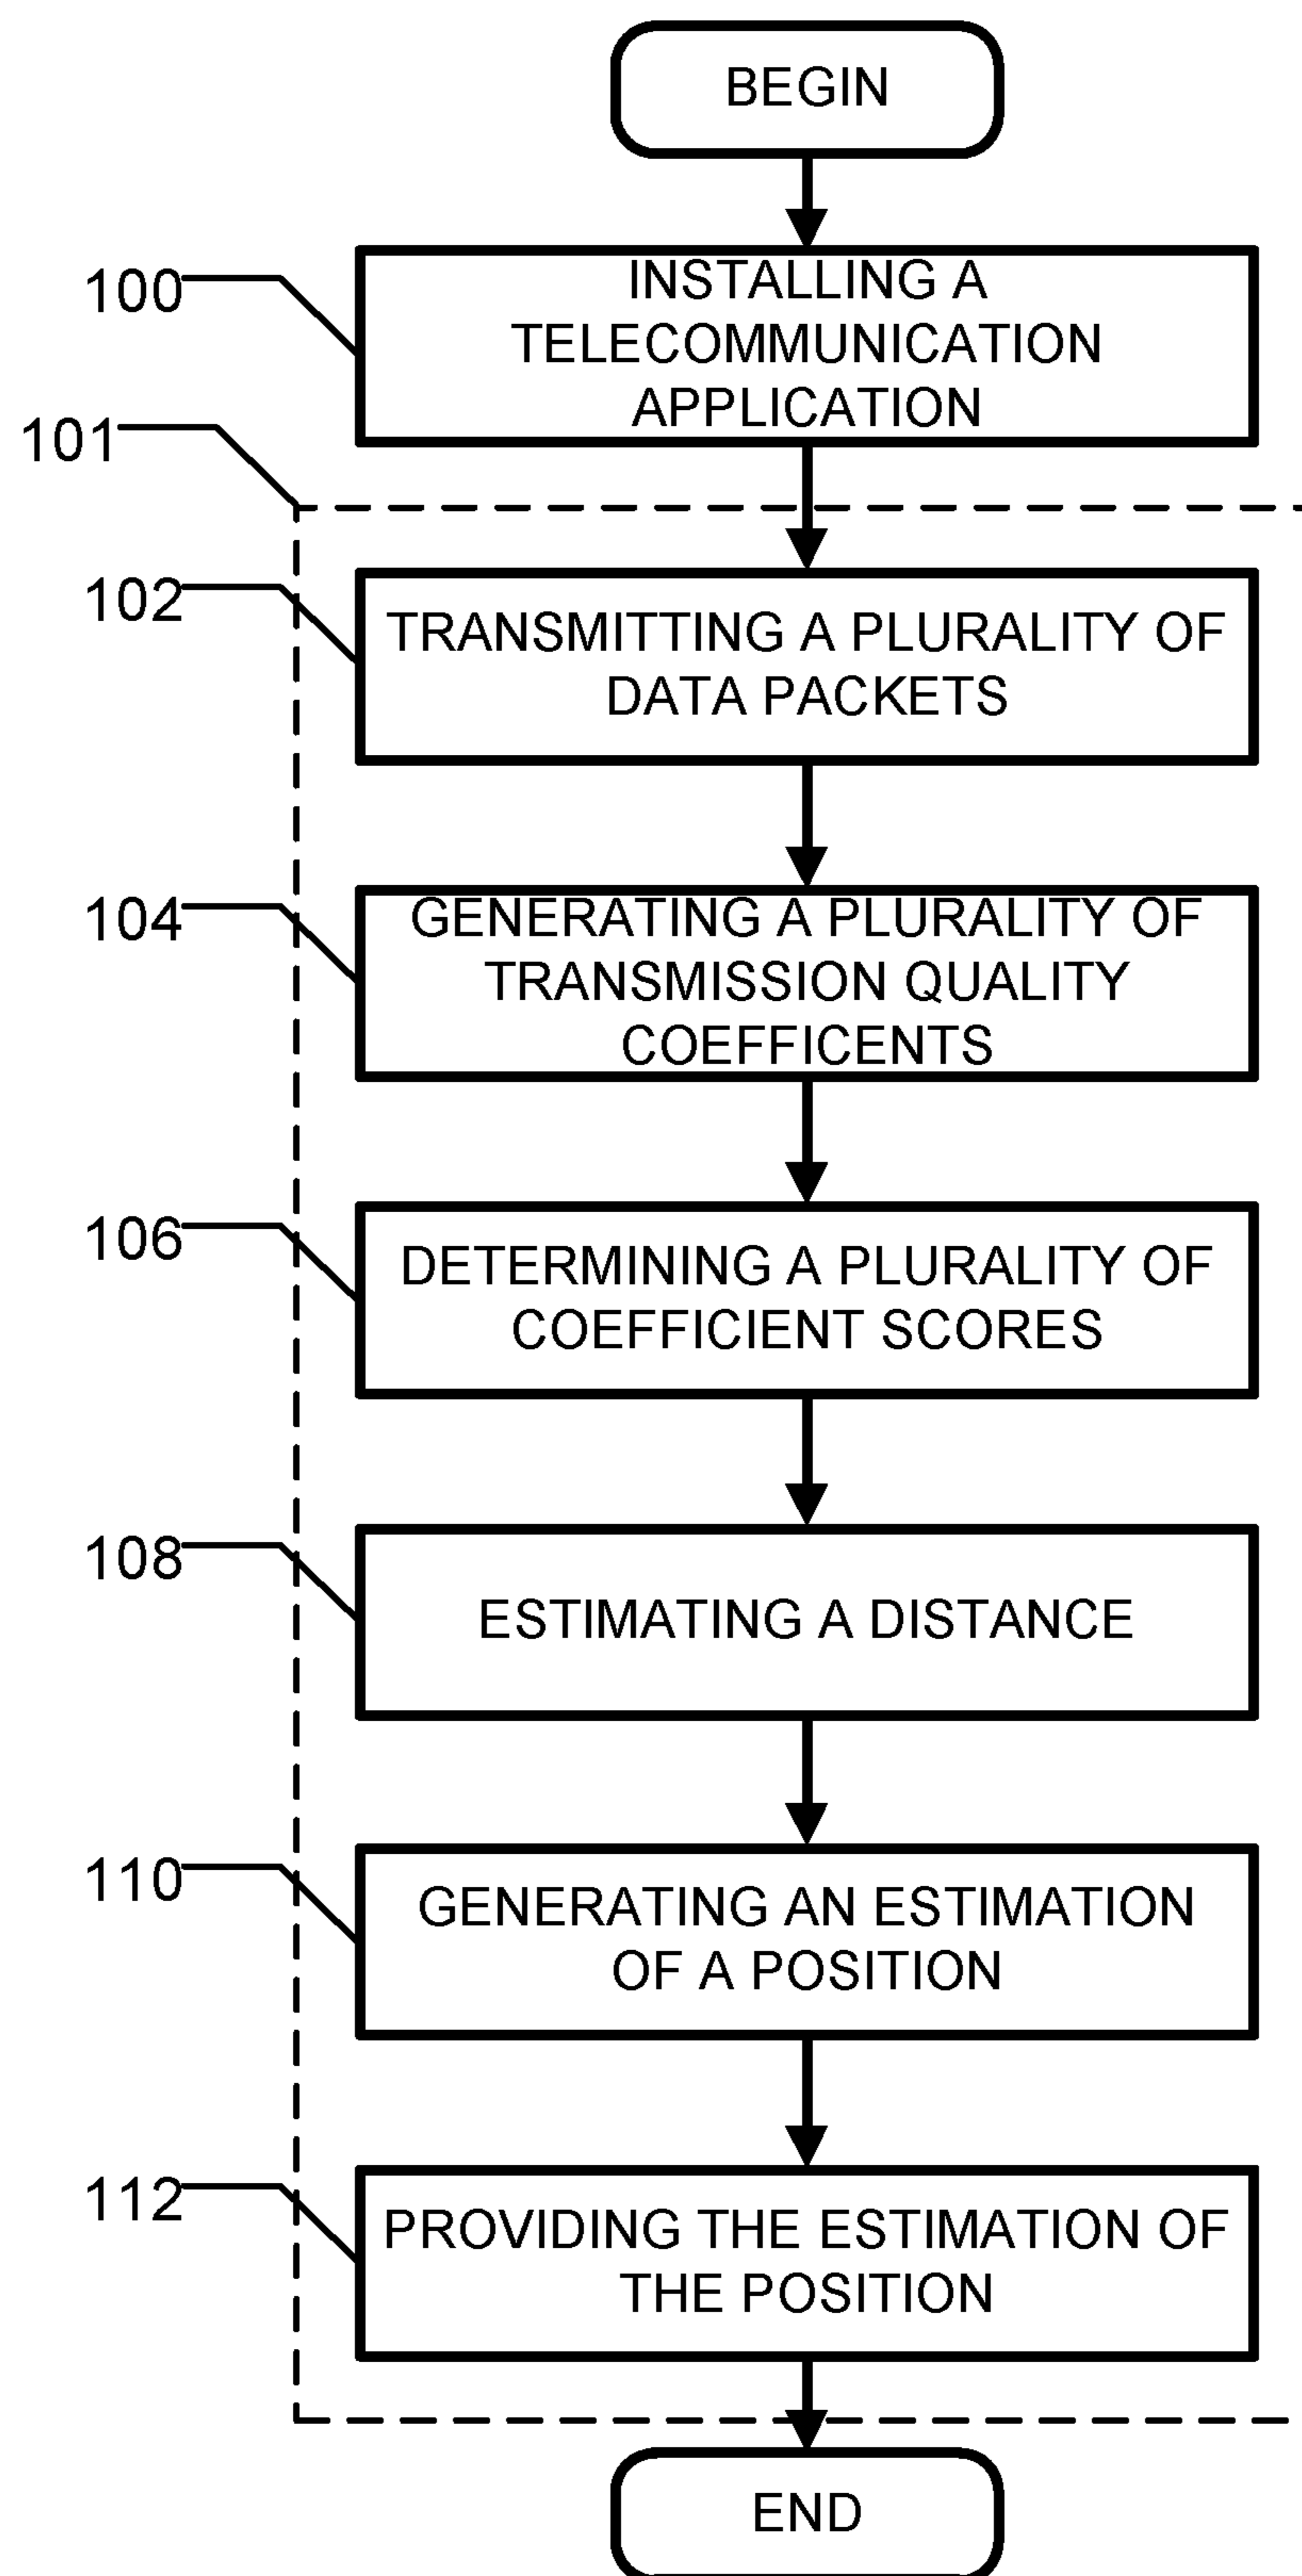 BEGIN
100
INSTALLING A
TELECOMMUNICATION
APPLICATION
101
102
TRANSMITTING A PLURALITY OF
DATA PACKETS
104
GENERATING A PLURALITY OF
TRANSMISSION QUALITY
COEFFICENTS
106
DETERMINING A PLURALITY OF
COEFFICIENT SCORES
108
ESTIMATING A DISTANCE
110
GENERATING AN ESTIMATION
OF A POSITION
112
PROVIDING THE ESTIMATION OF
THE POSITION
END